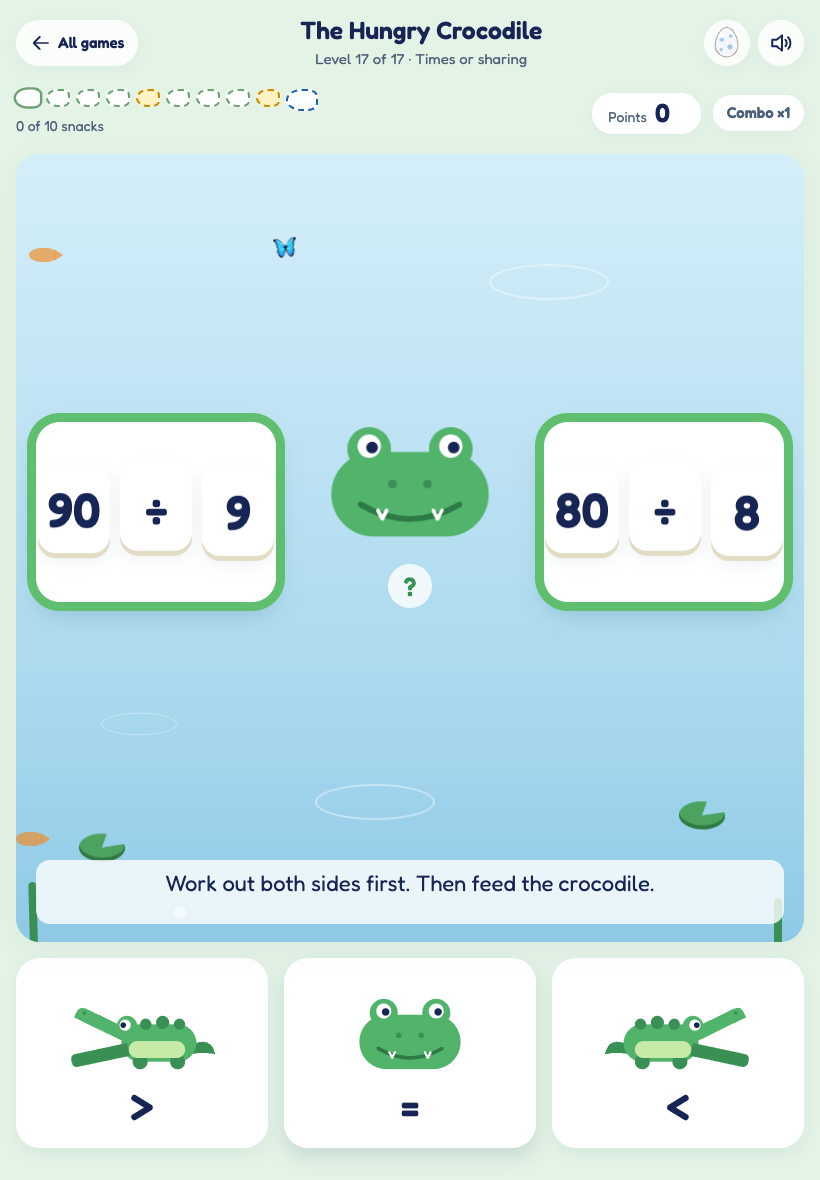 All games
The Hungry Crocodile
Level 17 of 17 · Times or sharing
0 of 10 snacks
Points 0
Combo ×1
90 ÷ 9
?
80 ÷ 8
Work out both sides first. Then feed the crocodile.
>
=
<